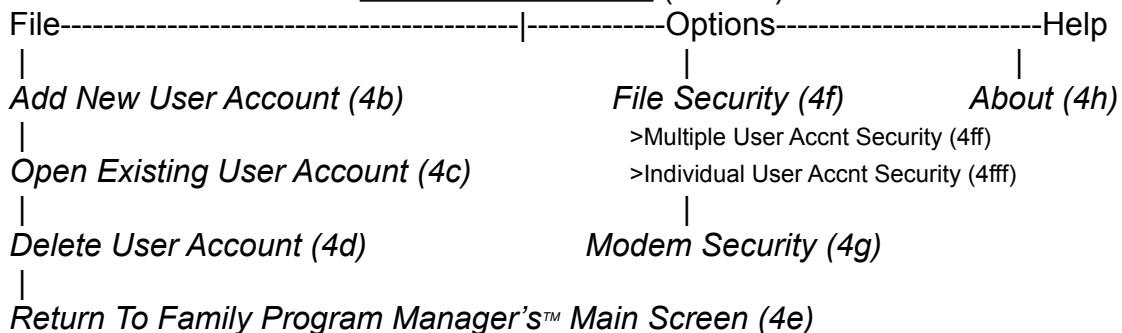 File-------------------------------------------|-------------Options-------------------------Help
| | |
Add New User Account (4b) File Security (4f) About (4h)
| >Multiple User Accnt Security (4ff)
Open Existing User Account (4c) >Individual User Accnt Security (4fff)
| |
Delete User Account (4d) Modem Security (4g)
|
Return To Family Program Manager's™ Main Screen (4e)